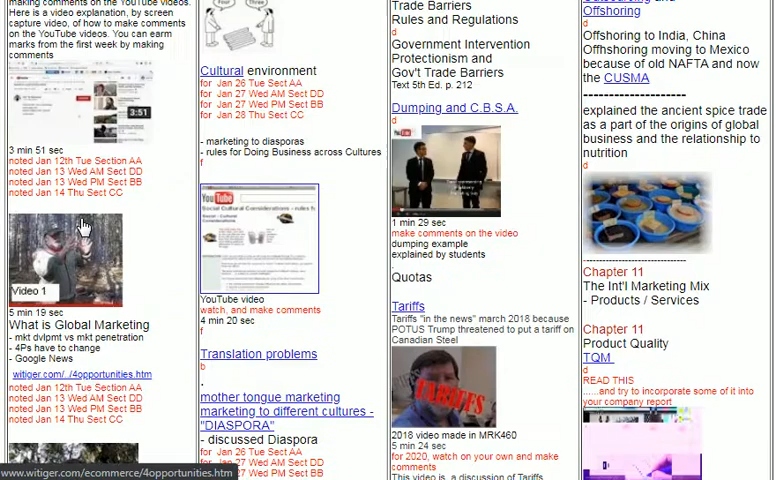 making comments on the YouTube videos.
Here is a video explanation, by screen
capture video, of how to make comments
on the YouTube videos. You can earn
marks from the first week by making
comments
3:51
3 min 51 sec
noted Jan 12th Tue Section AA
noted Jan 13 Wed AM Sect DD
noted Jan 13 Wed PM Sect BB
noted Jan 14 Thu Sect CC
Video 1
5 min 19 sec
What is Global Marketing
- mkt dvlpmt vs mkt penetration
- 4Ps have to change
- Google News
witiger.com/../4opportunities.htm
noted Jan 12th Tue Section AA
noted Jan 13 Wed AM Sect DD
noted Jan 13 Wed PM Sect BB
noted Jan 14 Thu Sect CC
www.witiger.com/ecommerce/4opportunities.htm
Four?
Three!
Cultural environment
for Jan 26 Tue Sect AA
for Jan 27 Wed AM Sect DD
for Jan 27 Wed PM Sect BB
for Jan 28 Thu Sect CC
- marketing to diasporas
- rules for Doing Business across Cultures
f
YouTube
Social Cultural Considerations - rules f
YouTube video
watch, and make comments
4 min 20 sec
f
Translation problems
b
.
mother tongue marketing
marketing to different cultures -
"DIASPORA"
- discussed Diaspora
for Jan 26 Tue Sect AA
for Jan 27 Wed AM Sect DD
for Jan 27 Wed PM Sect BB
Trade Barriers
Rules and Regulations
d
Government Intervention
Protectionism and
Gov't Trade Barriers
Text 5th Ed. p. 212
Dumping and C.B.S.A.
d
YouTube
1 min 29 sec
make comments on the video
dumping example
explained by students
.
Quotas
Tariffs
Tariffs "in the news" march 2018 because
POTUS Trump threatened to put a tariff on
Canadian Steel
TARIFFS
2018 video made in MRK460
5 min 24 sec
for 2020, watch on your own and make
comments
This video is, a discussion of Tariffs
Outsourcing and
Offshoring
d
Offshoring to India, China
Offhshoring moving to Mexico
because of old NAFTA and now
the CUSMA
--------------------
explained the ancient spice trade
as a part of the origins of global
business and the relationship to
nutrition
d
------------------------------
Chapter 11
The Int'l Marketing Mix
- Products / Services
Chapter 11
Product Quality
TQM
d
READ THIS
......and try to incorporate some of it into
your company report